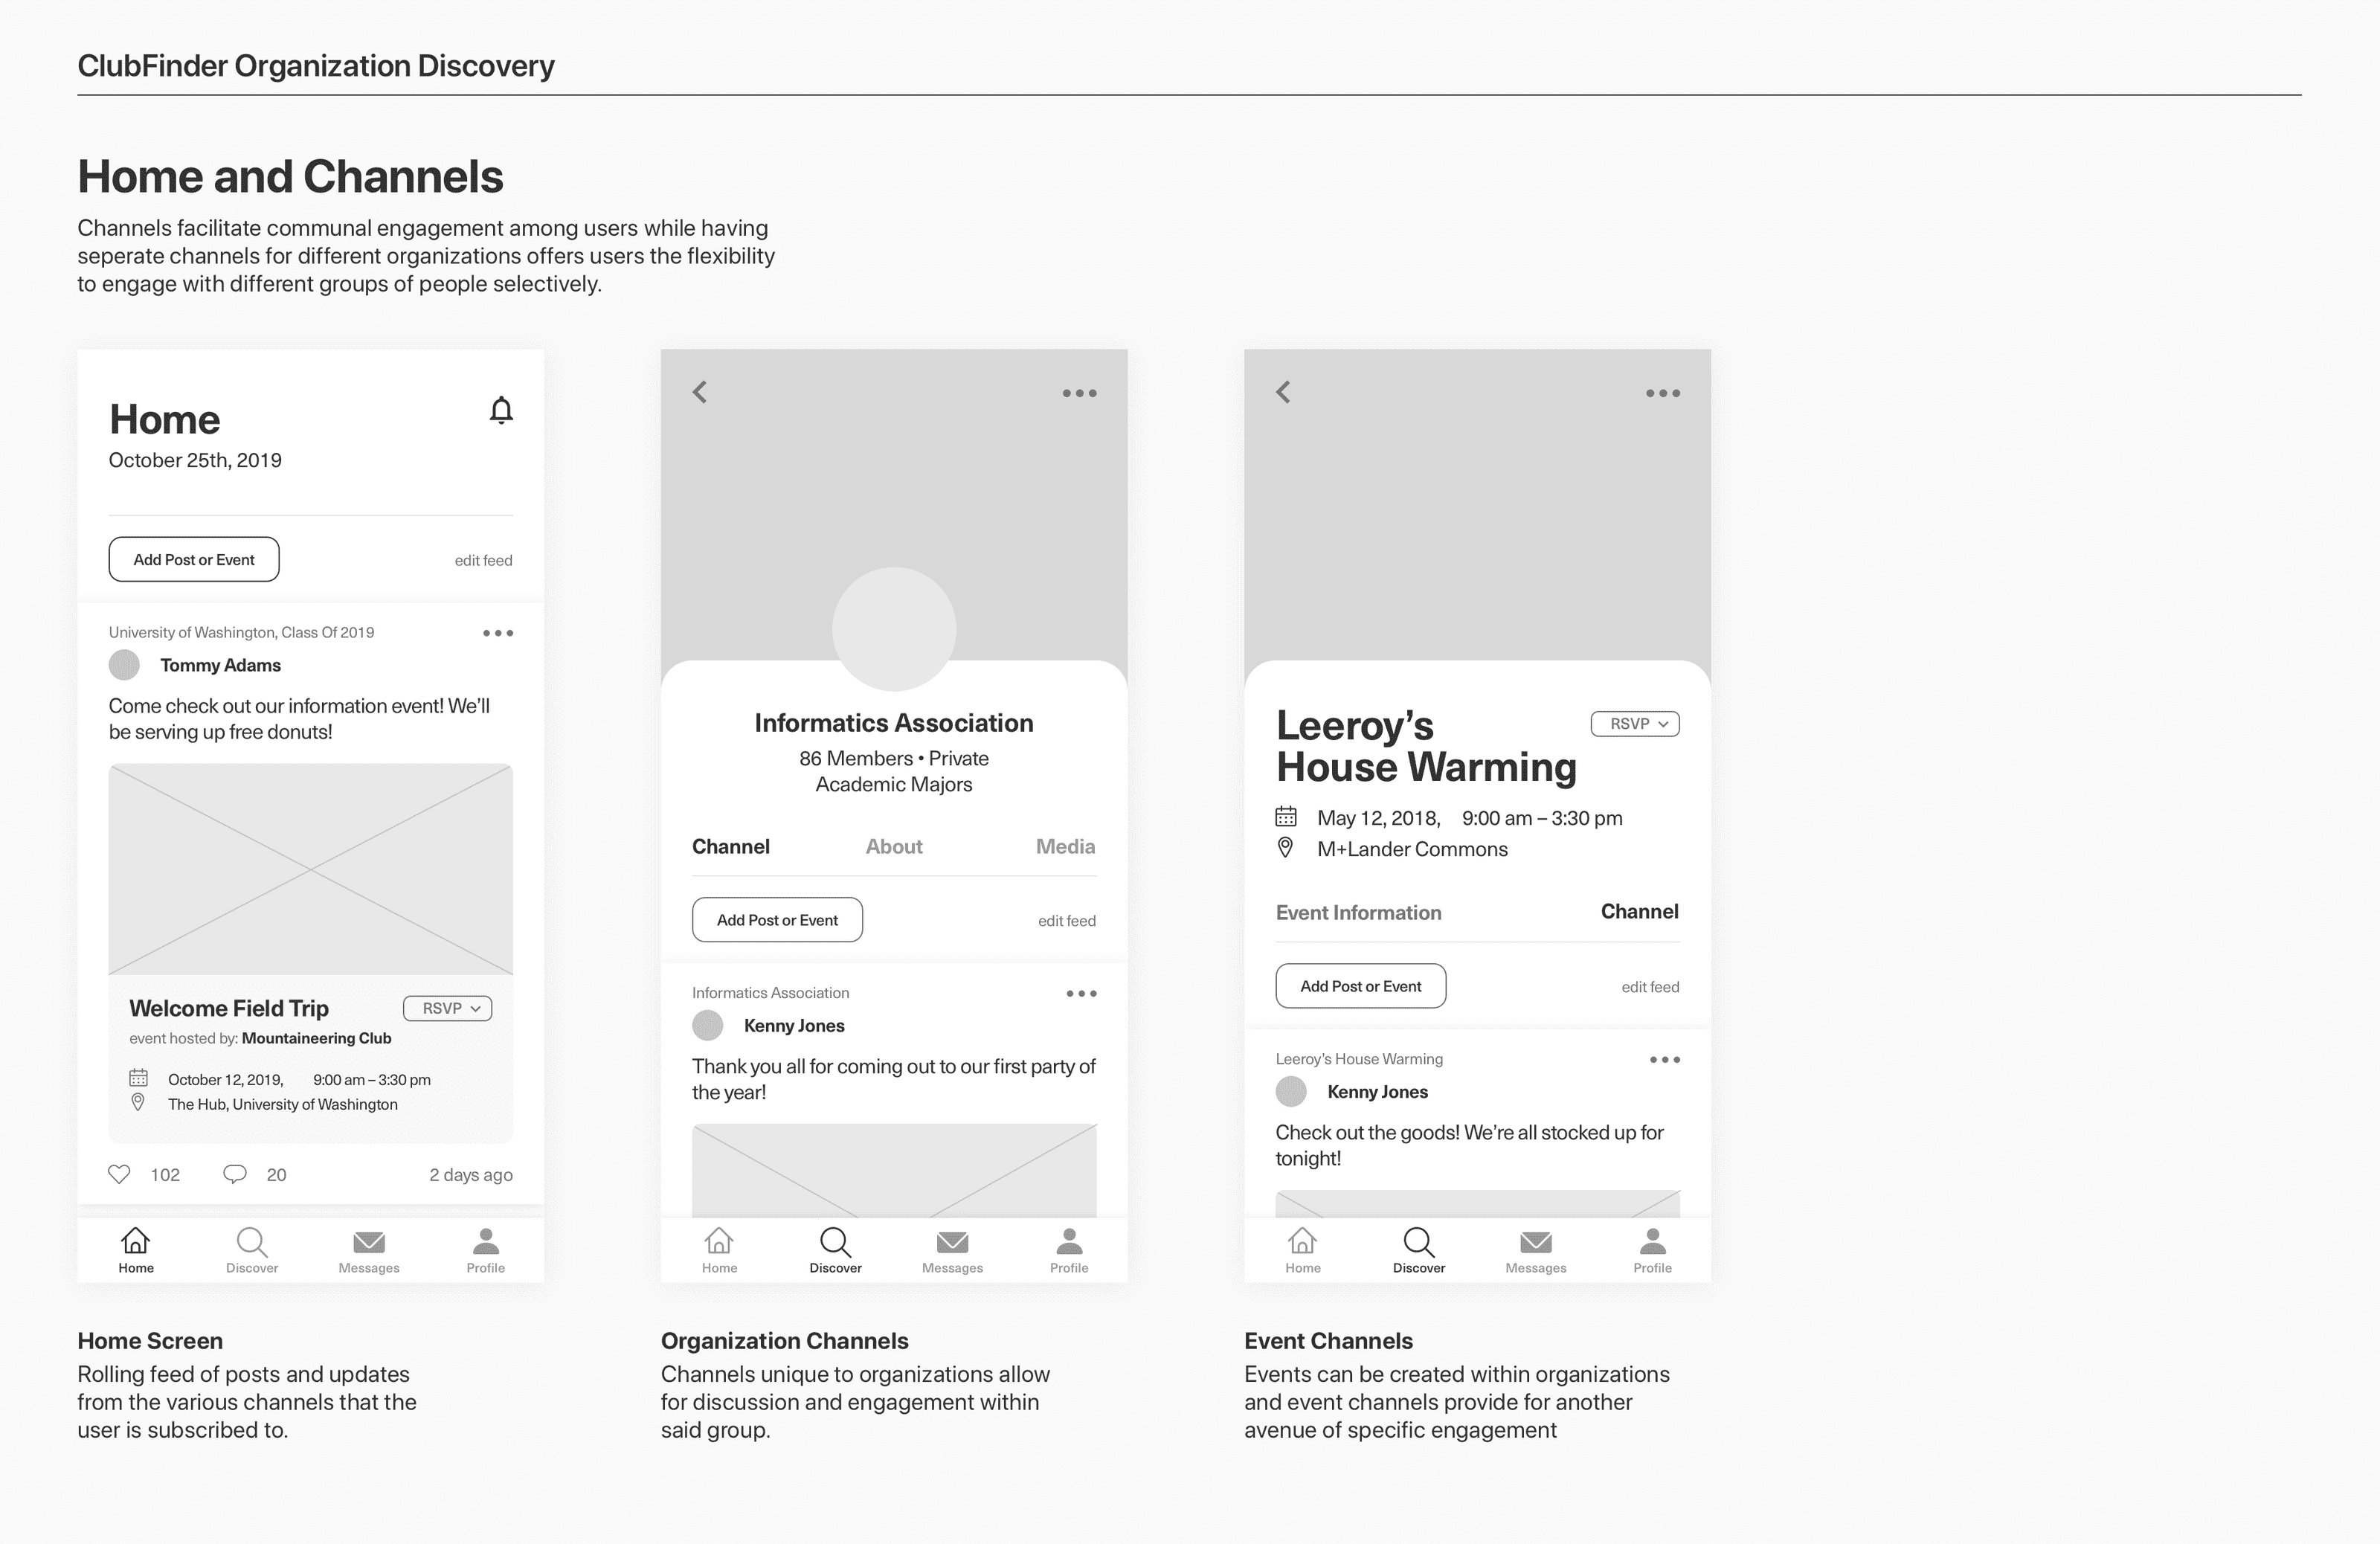 ClubFinder Organization Discovery
Home and Channels
Channels facilitate communal engagement among users while having
seperate channels for different organizations offers users the flexibility
to engage with different groups of people selectively.
Home
October 25th, 2019
Add Post or Event
edit feed
University of Washington, Class Of 2019
Tommy Adams
Come check out our information event! We’ll
be serving up free donuts!
Welcome Field Trip
RSVP
event hosted by: Mountaineering Club
October 12, 2019, 9:00 am – 3:30 pm
The Hub, University of Washington
102
20
2 days ago
Home
Discover
Messages
Profile
Home Screen
Rolling feed of posts and updates
from the various channels that the
user is subscribed to.
Informatics Association
86 Members • Private
Academic Majors
Channel
About
Media
Add Post or Event
edit feed
Informatics Association
Kenny Jones
Thank you all for coming out to our first party of
the year!
Home
Discover
Messages
Profile
Organization Channels
Channels unique to organizations allow
for discussion and engagement within
said group.
Leeroy’s
House Warming
RSVP
May 12, 2018, 9:00 am – 3:30 pm
M+Lander Commons
Event Information
Channel
Add Post or Event
edit feed
Leeroy’s House Warming
Kenny Jones
Check out the goods! We’re all stocked up for
tonight!
Home
Discover
Messages
Profile
Event Channels
Events can be created within organizations
and event channels provide for another
avenue of specific engagement